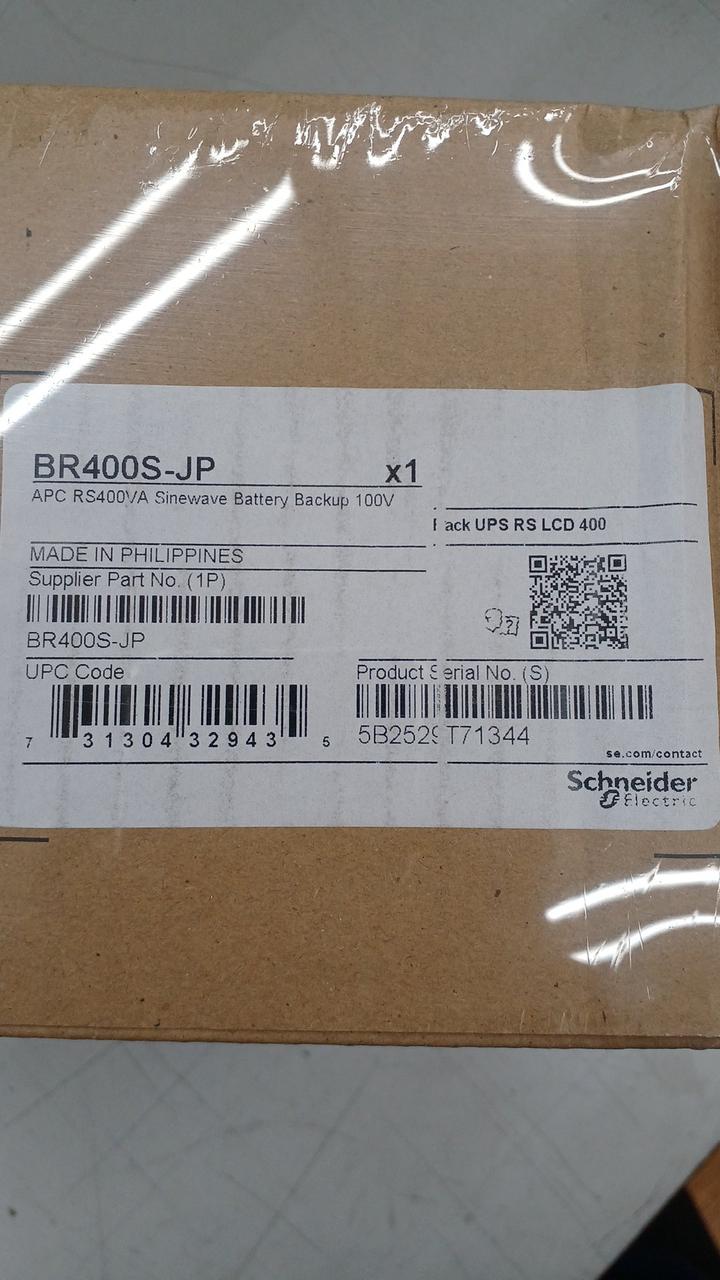 BR400S-JP x1
APC RS400VA Sinewave Battery Backup 100V
UPS RS LCD 400
MADE IN PHILIPPINES
Supplier Part No. (1P)
BR400S-JP
UPC Code
7 31304 32943 5
Product Serial No. (S)
5B2529T71344
se.com/contact
Schneider
Electric